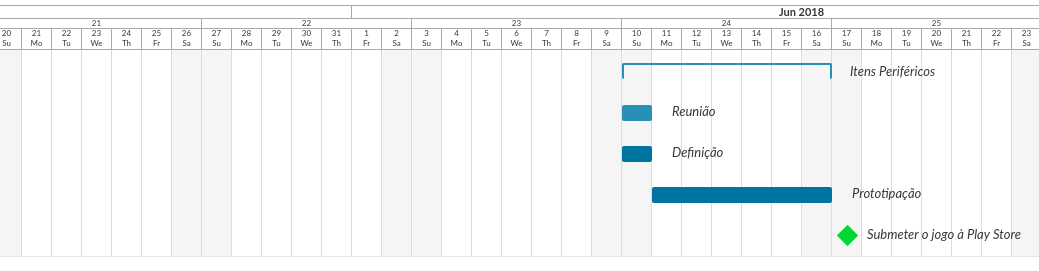 Jun 2018
21 22 23 24 25
20 21 22 23 24 25 26 27 28 29 30 31 1 2 3 4 5 6 7 8 9 10 11 12 13 14 15 16 17 18 19 20 21 22 23
Su Mo Tu We Th Fr Sa Su Mo Tu We Th Fr Sa Su Mo Tu We Th Fr Sa Su Mo Tu We Th Fr Sa Su Mo Tu We Th Fr Sa
Itens Periféricos
Reunião
Definição
Prototipação
Submeter o jogo à Play Store